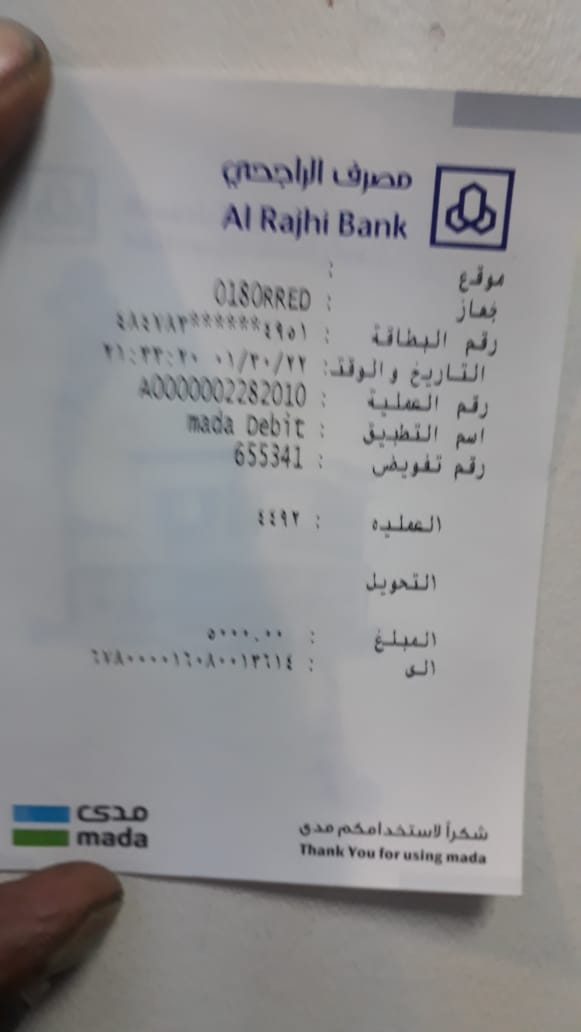 مصرف الراجحي
Al Rajhi Bank
موقع :
جهاز : 0180RRED
رقم البطاقة : ٤٨٤٧٨٣******٤٩٥١
التاريخ والوقت: ٠١/٣٠/٢٢ ٢١:٣٣:٢٠
رقم العملية : A0000002282010
اسم التطبيق : mada Debit
رقم تفويض : 655341
العمليه : ٤٤٩٢
التحويل
المبلغ : ٥٠٠٠.٠٠
الى : ٦٧٨٠٠٠٠١٦٠٨٠٠١٣٦١٤
مدى
mada
شكراً لاستخدامكم مدى
Thank You for using mada